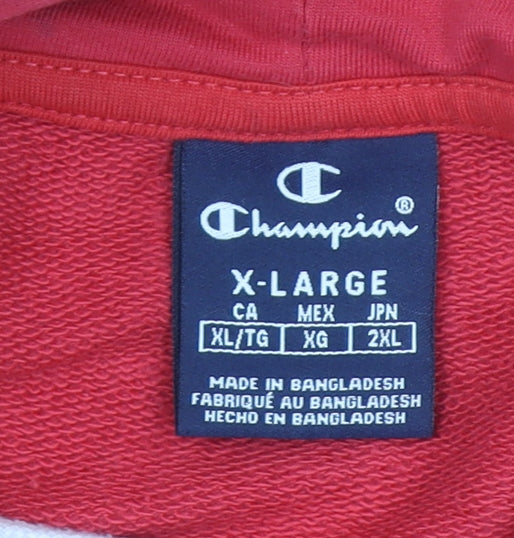 Champion®
X-LARGE
CA MEX JPN
XL/TG XG 2XL
MADE IN BANGLADESH
FABRIQUÉ AU BANGLADESH
HECHO EN BANGLADESH